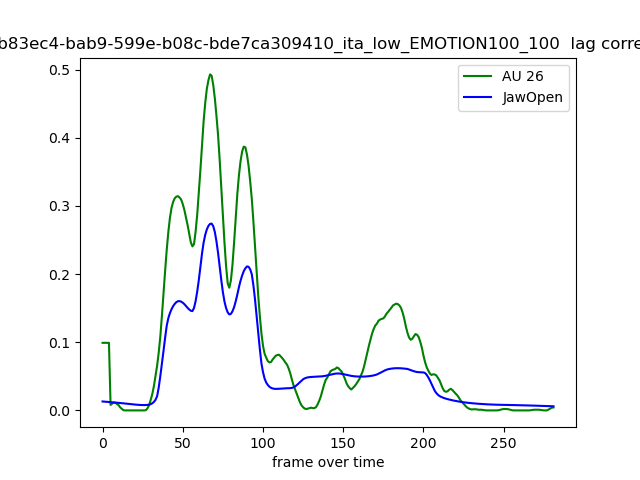 b83ec4-bab9-599e-b08c-bde7ca309410_ita_low_EMOTION100_100  lag corre
AU 26
JawOpen
0.5
0.4
0.3
0.2
0.1
0.0
0 50 100 150 200 250
frame over time